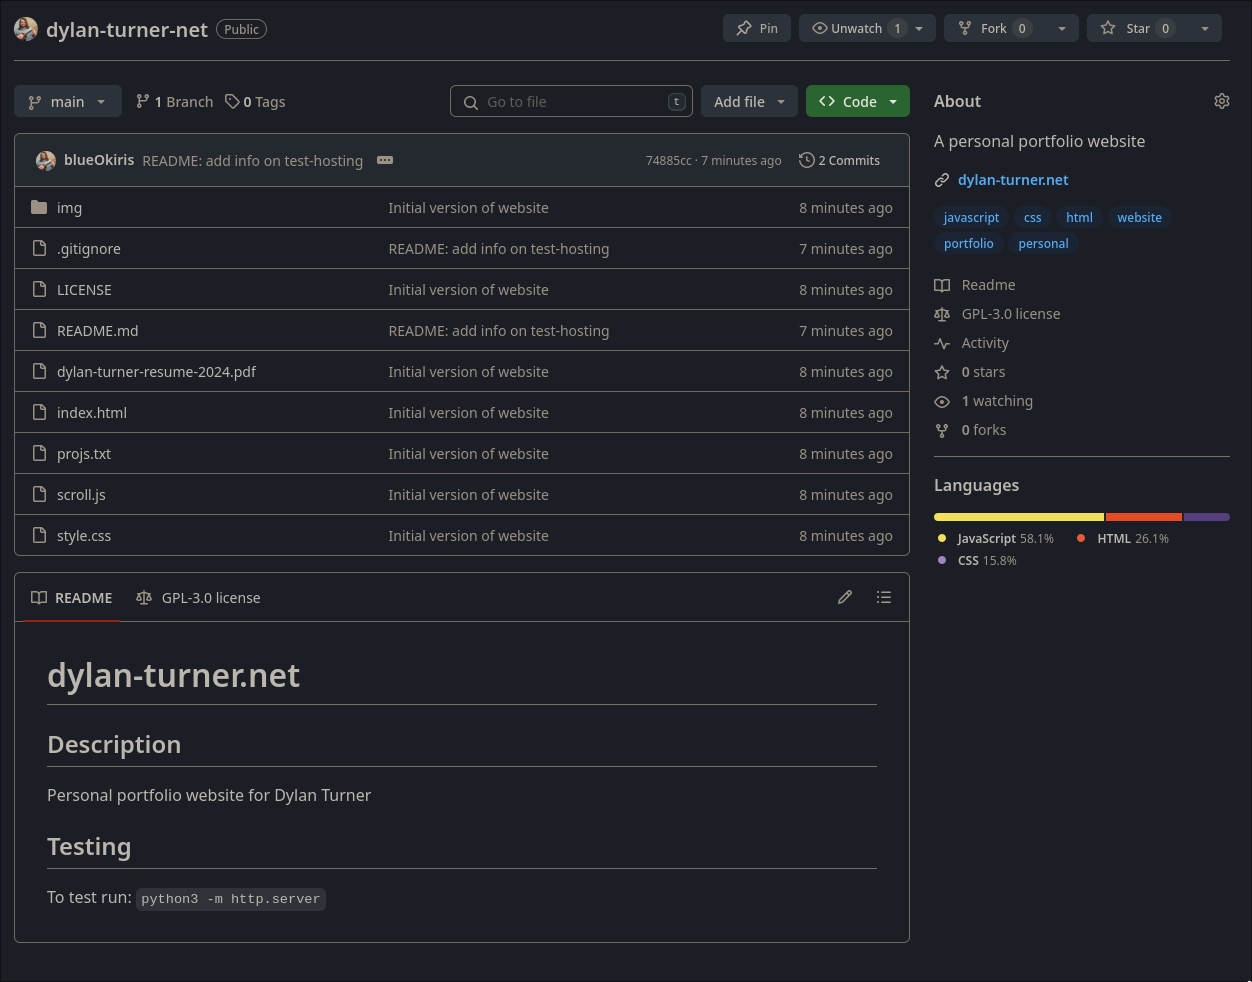 dylan-turner-net Public Pin Unwatch 1 Fork 0 Star 0
main 1 Branch 0 Tags Go to file t Add file Code
blueOkiris README: add info on test-hosting 74885cc · 7 minutes ago 2 Commits
img Initial version of website 8 minutes ago
.gitignore README: add info on test-hosting 7 minutes ago
LICENSE Initial version of website 8 minutes ago
README.md README: add info on test-hosting 7 minutes ago
dylan-turner-resume-2024.pdf Initial version of website 8 minutes ago
index.html Initial version of website 8 minutes ago
projs.txt Initial version of website 8 minutes ago
scroll.js Initial version of website 8 minutes ago
style.css Initial version of website 8 minutes ago
README GPL-3.0 license
dylan-turner.net
Description
Personal portfolio website for Dylan Turner
Testing
To test run: python3 -m http.server
About
A personal portfolio website
dylan-turner.net
javascript css html website
portfolio personal
Readme
GPL-3.0 license
Activity
0 stars
1 watching
0 forks
Languages
JavaScript 58.1% HTML 26.1%
CSS 15.8%